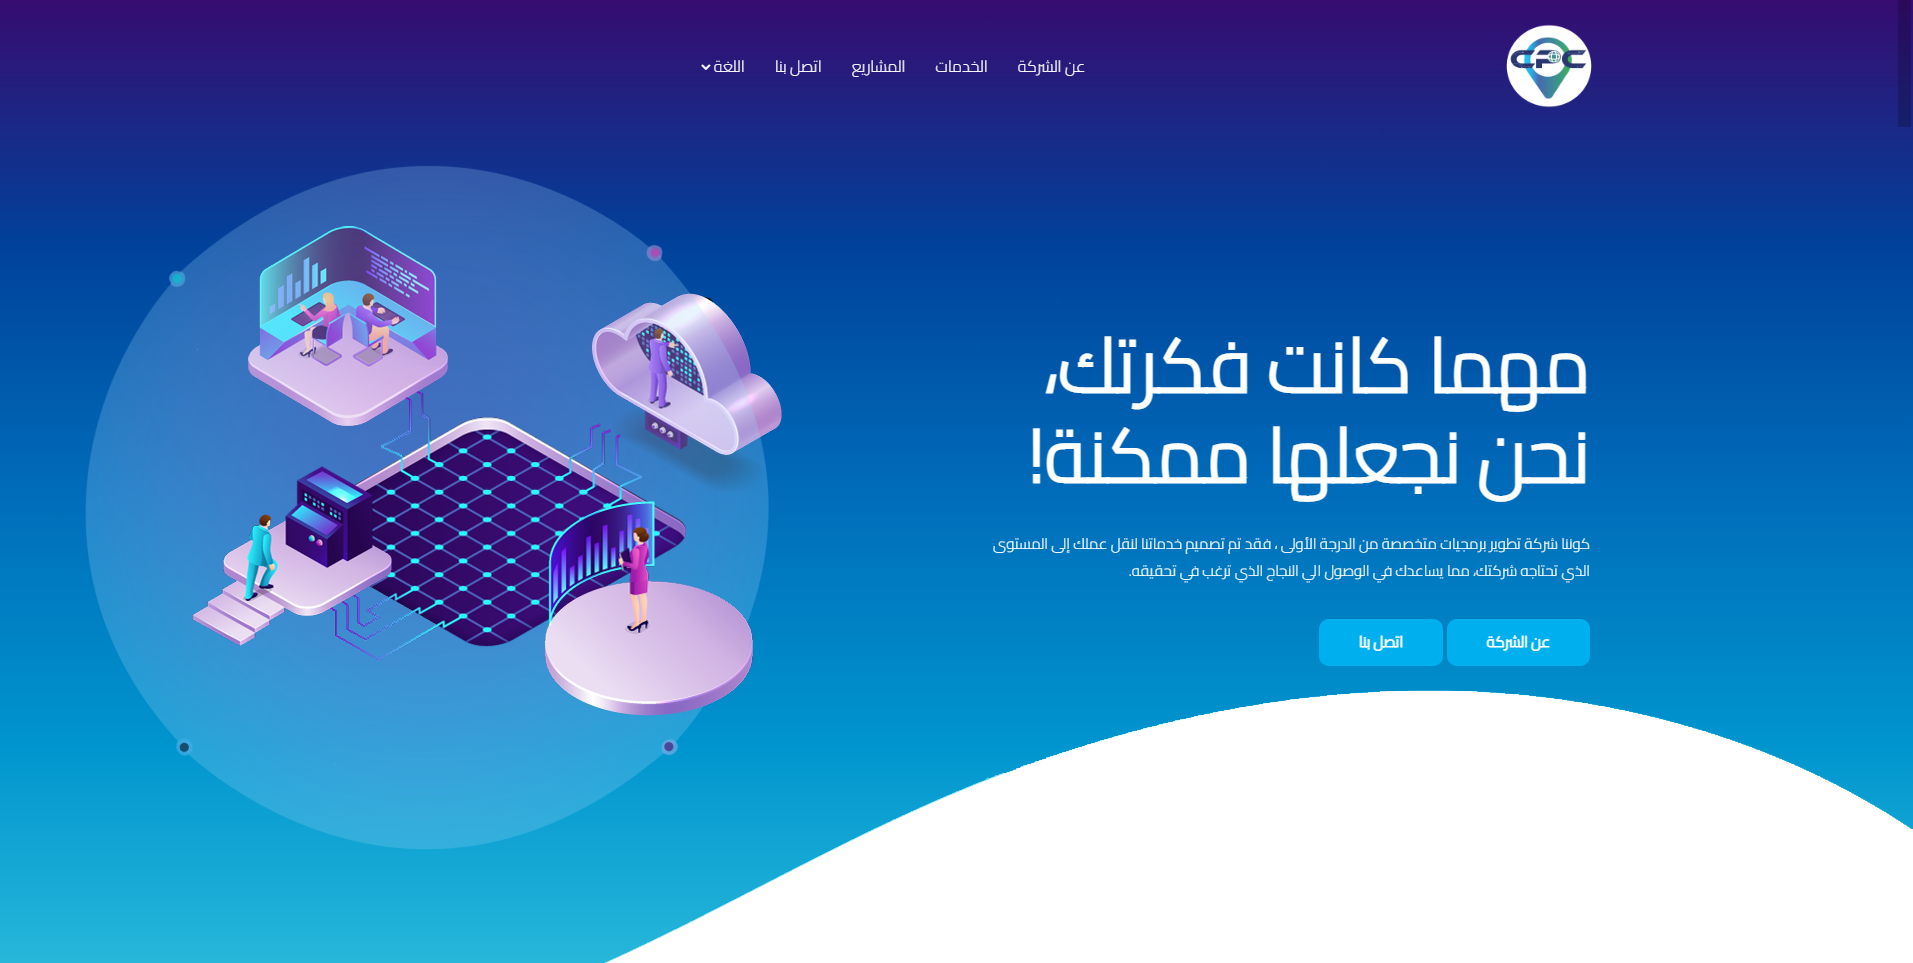 CPC
عن الشركة
الخدمات
المشاريع
اتصل بنا
اللغة
مهما كانت فكرتك،
نحن نجعلها ممكنة!
كوننا شركة تطوير برمجيات متخصصة من الدرجة الأولى ، فقد تم تصميم خدماتنا لنقل عملك إلى المستوى
الذي تحتاجه شركتك، مما يساعدك في الوصول الي النجاح الذي ترغب في تحقيقه.
عن الشركة
اتصل بنا